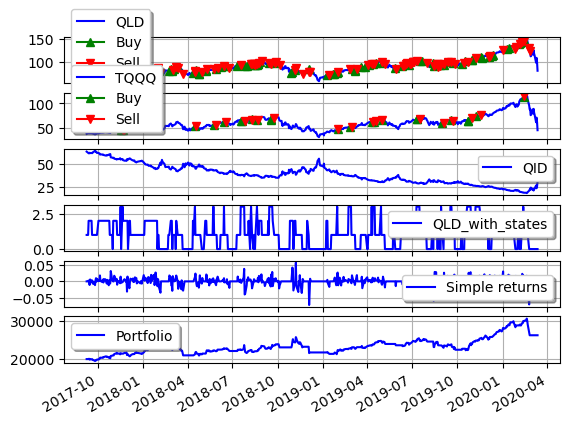 QLD
Buy
Sell
150
100
TQQQ
Buy
Sell
100
50
QID
50
25
QLD_with_states
2.5
0.0
Simple returns
0.05
0.00
−0.05
Portfolio
30000
20000
2017-10 2018-01 2018-04 2018-07 2018-10 2019-01 2019-04 2019-07 2019-10 2020-01 2020-04